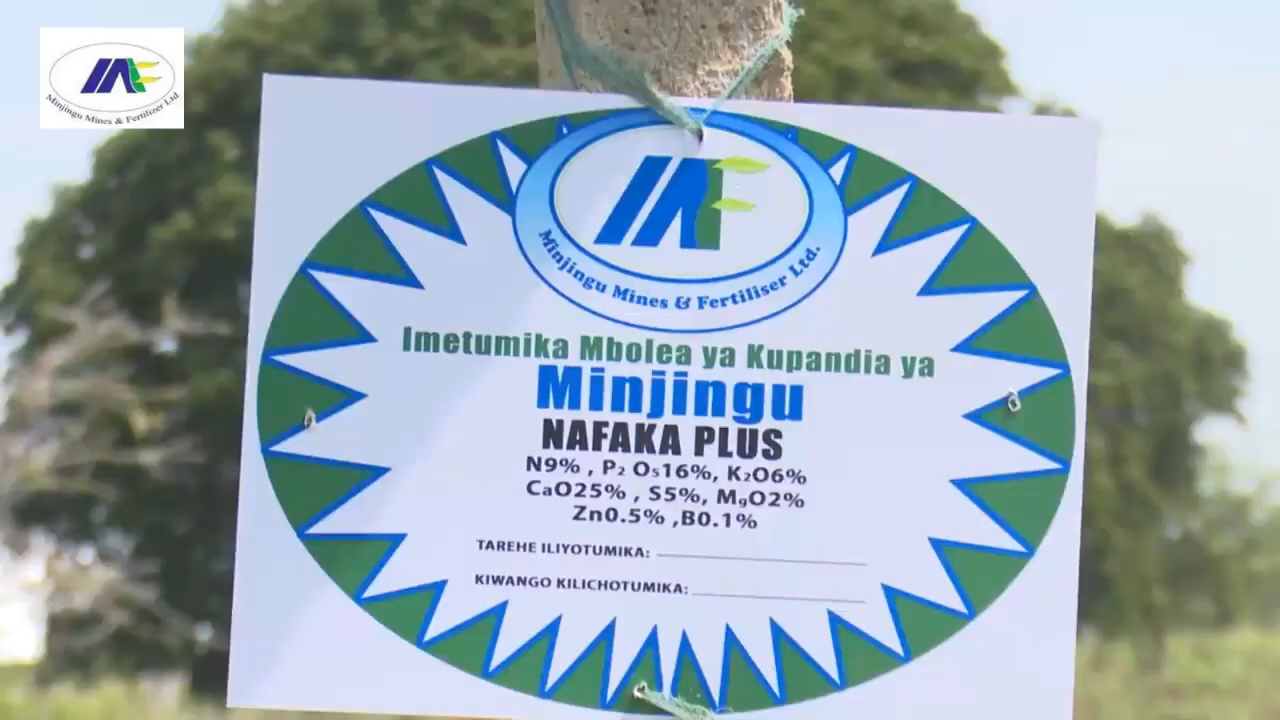 Minjingu Mines & Fertilizer Ltd
Minjingu Mines & Fertiliser Ltd.
Imetumika Mbolea ya Kupandia ya
Minjingu
NAFAKA PLUS
N9% , P₂ O₅16%, K₂O6%
CaO25% , S5%, MgO2%
Zn0.5% ,B0.1%
TAREHE ILIYOTUMIKA:
KIWANGO KILICHOTUMIKA: